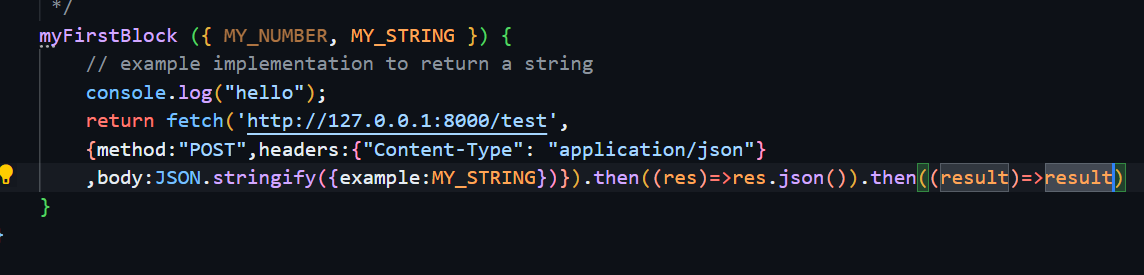 */
myFirstBlock ({ MY_NUMBER, MY_STRING }) {
// example implementation to return a string
console.log("hello");
return fetch('http://127.0.0.1:8000/test',
{method:"POST",headers:{"Content-Type": "application/json"}
,body:JSON.stringify({example:MY_STRING})}).then((res)=>res.json()).then((result)=>result)
}